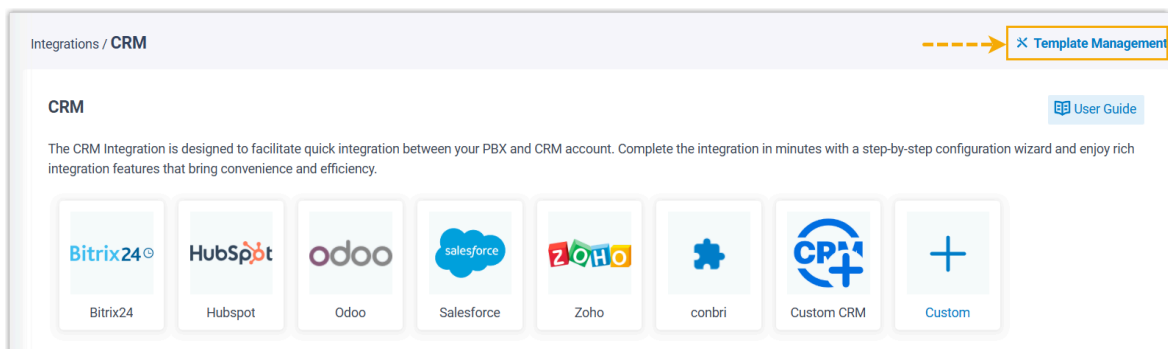 Integrations / CRM
Template Management
CRM
User Guide
The CRM Integration is designed to facilitate quick integration between your PBX and CRM account. Complete the integration in minutes with a step-by-step configuration wizard and enjoy rich
integration features that bring convenience and efficiency.
Bitrix24
HubSpot
odoo
salesforce
ZOHO
CRM
Bitrix24
Hubspot
Odoo
Salesforce
Zoho
conbri
Custom CRM
Custom